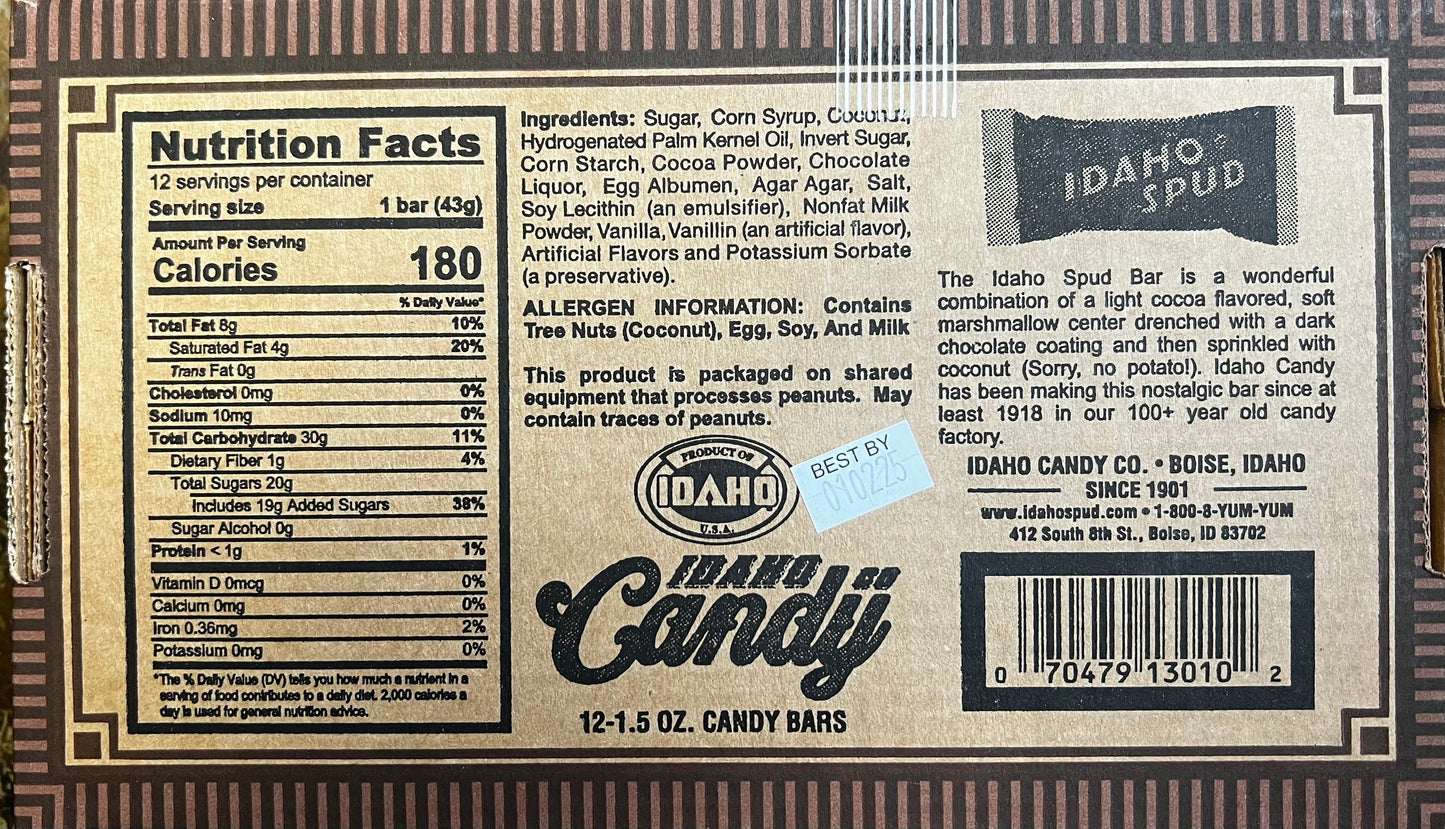 Nutrition Facts
12 servings per container
Serving size 1 bar (43g)
Amount Per Serving
Calories 180
% Daily Value*
Total Fat 8g 10%
Saturated Fat 4g 20%
Trans Fat 0g
Cholesterol 0mg 0%
Sodium 10mg 0%
Total Carbohydrate 30g 11%
Dietary Fiber 1g 4%
Total Sugars 20g
Includes 19g Added Sugars 38%
Sugar Alcohol 0g
Protein < 1g 1%
Vitamin D 0mcg 0%
Calcium 0mg 0%
Iron 0.36mg 2%
Potassium 0mg 0%
*The % Daily Value (DV) tells you how much a nutrient in a
serving of food contributes to a daily diet. 2,000 calories a
day is used for general nutrition advice.
Ingredients: Sugar, Corn Syrup, Coconut,
Hydrogenated Palm Kernel Oil, Invert Sugar,
Corn Starch, Cocoa Powder, Chocolate
Liquor, Egg Albumen, Agar Agar, Salt,
Soy Lecithin (an emulsifier), Nonfat Milk
Powder, Vanilla, Vanillin (an artificial flavor),
Artificial Flavors and Potassium Sorbate
(a preservative).
ALLERGEN INFORMATION: Contains
Tree Nuts (Coconut), Egg, Soy, And Milk
This product is packaged on shared
equipment that processes peanuts. May
contain traces of peanuts.
PRODUCT OF
IDAHO
U.S.A.
BEST BY
010225
IDAHO
Candy CO
12-1.5 OZ. CANDY BARS
IDAHO
SPUD
The Idaho Spud Bar is a wonderful
combination of a light cocoa flavored, soft
marshmallow center drenched with a dark
chocolate coating and then sprinkled with
coconut (Sorry, no potato!). Idaho Candy
has been making this nostalgic bar since at
least 1918 in our 100+ year old candy
factory.
IDAHO CANDY CO. • BOISE, IDAHO
SINCE 1901
www.idahospud.com • 1-800-8-YUM-YUM
412 South 8th St., Boise, ID 83702
0 70479 13010 2